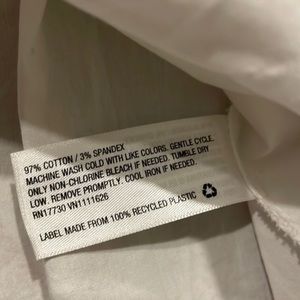 97% COTTON / 3% SPANDEX
MACHINE WASH COLD WITH LIKE COLORS. GENTLE CYCLE.
ONLY NON-CHLORINE BLEACH IF NEEDED. TUMBLE DRY
LOW. REMOVE PROMPTLY. COOL IRON IF NEEDED.
RN17730 VN1111626
LABEL MADE FROM 100% RECYCLED PLASTIC